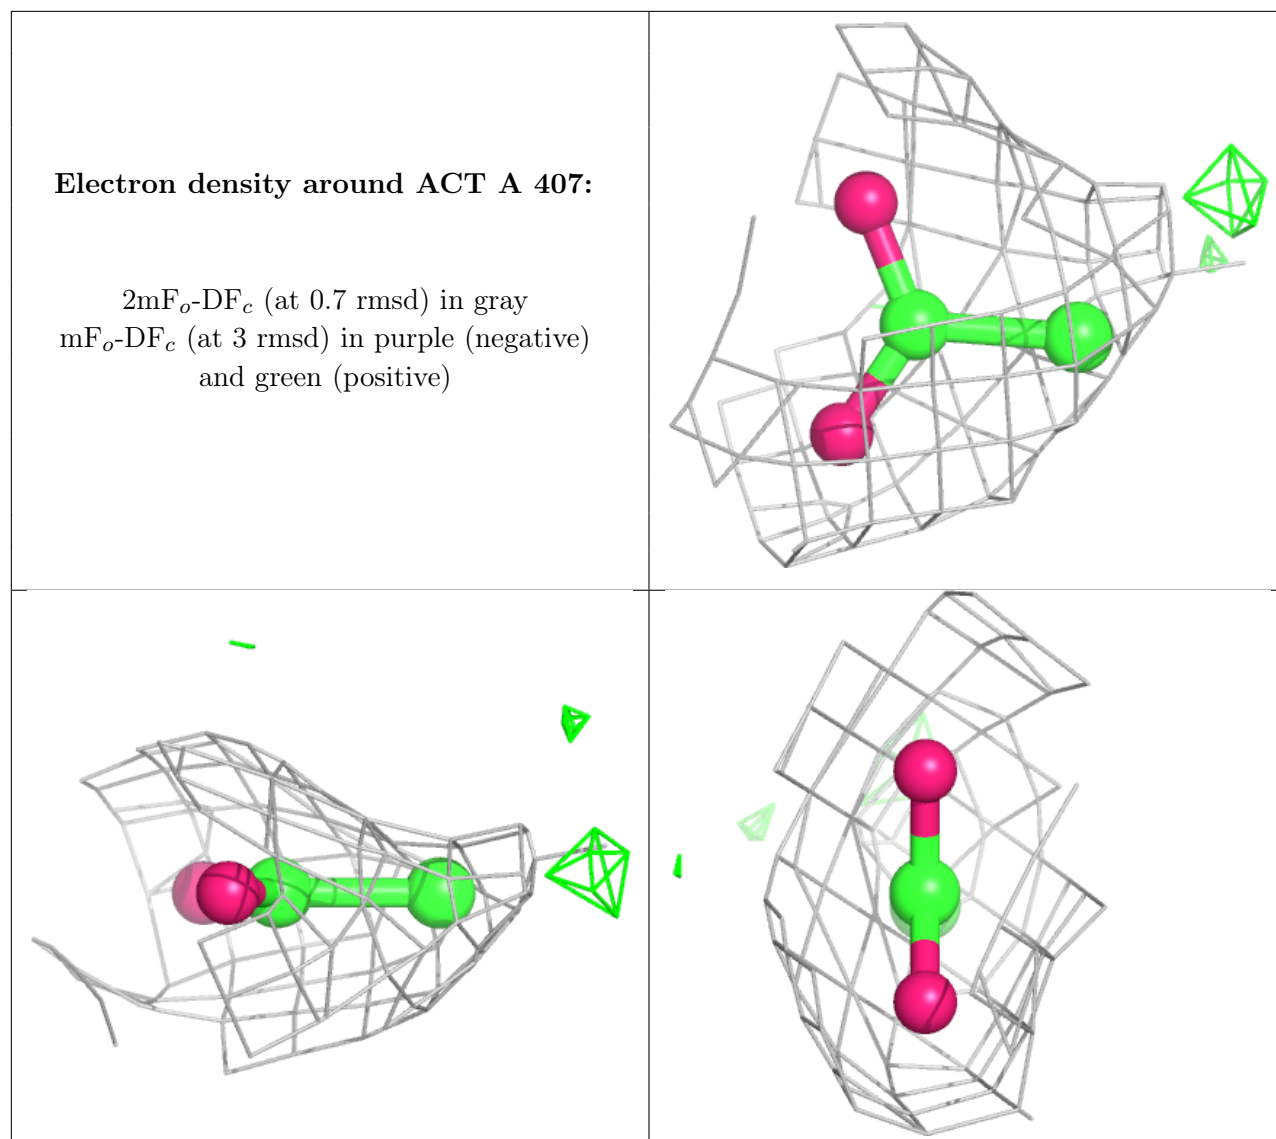 Electron density around ACT A 407:
2mFo-DFc (at 0.7 rmsd) in gray
mFo-DFc (at 3 rmsd) in purple (negative)
and green (positive)